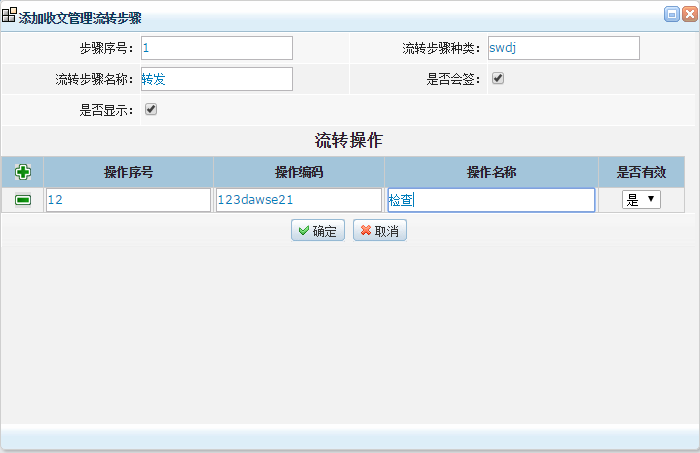 添加收文管理流转步骤
步骤序号： 1 流转步骤种类： swdj
流转步骤名称： 转发 是否会签：
是否显示：
流转操作
操作序号 操作编码 操作名称 是否有效
12 123dawse21 检查 是
确定 取消